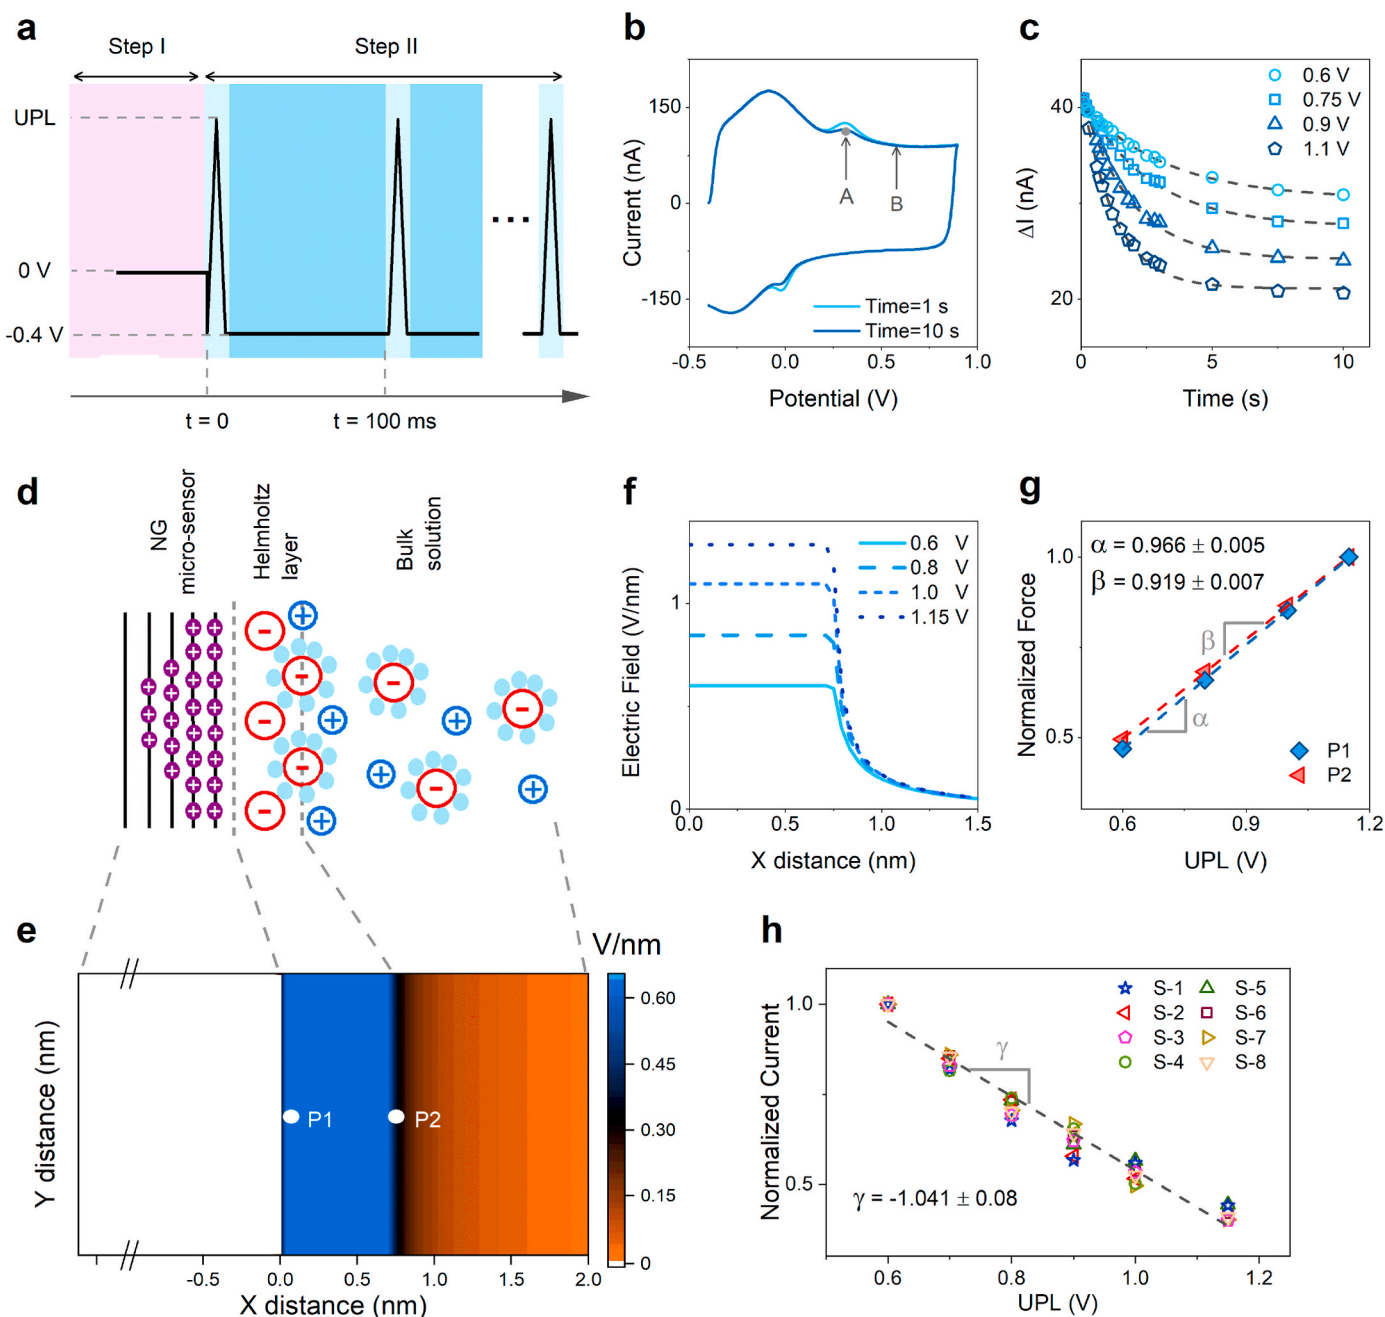 a
Step I
Step II
UPL
0 V
-0.4 V
t = 0
t = 100 ms
b
Current (nA)
150
0
-150
A
B
Time=1 s
Time=10 s
-0.5
0.0
0.5
1.0
Potential (V)
c
0.6 V
0.75 V
0.9 V
1.1 V
ΔI (nA)
40
20
0
5
10
Time (s)
d
NG
micro-sensor
Helmholtz
layer
Bulk
solution
e
V/nm
Y distance (nm)
P1
P2
0.60
0.45
0.30
0.15
0
-0.5
0.0
0.5
1.0
1.5
2.0
X distance (nm)
f
Electric Field (V/nm)
0.6 V
0.8 V
1.0 V
1.15 V
1
0
0.0
0.5
1.0
1.5
X distance (nm)
g
Normalized Force
α = 0.966 ± 0.005
β = 0.919 ± 0.007
1.0
0.5
β
α
P1
P2
0.6
0.9
1.2
UPL (V)
h
Normalized Current
1.0
0.5
S-1
S-2
S-3
S-4
S-5
S-6
S-7
S-8
γ
γ = -1.041 ± 0.08
0.6
0.8
1.0
1.2
UPL (V)